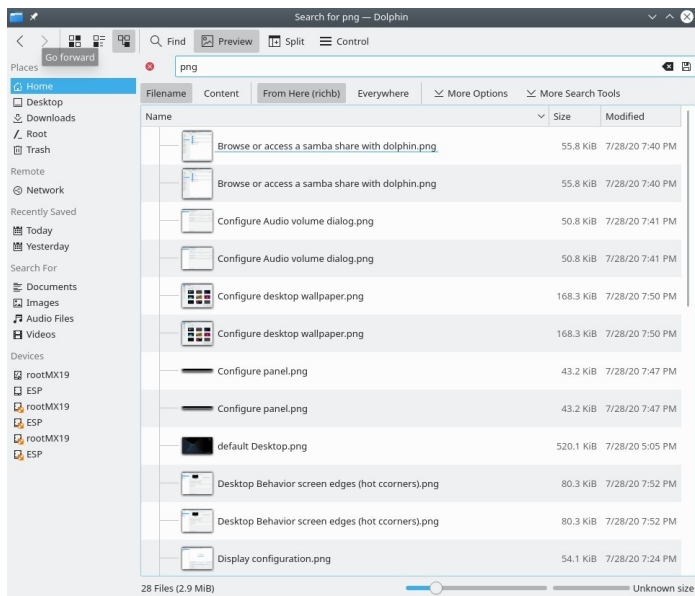 Search for png — Dolphin
Find Preview Split Control
Go forward
Places
Home
Desktop
Downloads
Root
Trash
Remote
Network
Recently Saved
Today
Yesterday
Search For
Documents
Images
Audio Files
Videos
Devices
rootMX19
ESP
rootMX19
ESP
rootMX19
ESP
png
Filename Content From Here (richb) Everywhere More Options More Search Tools
Name Size Modified
Browse or access a samba share with dolphin.png 55.8 KiB 7/28/20 7:40 PM
Browse or access a samba share with dolphin.png 55.8 KiB 7/28/20 7:40 PM
Configure Audio volume dialog.png 50.8 KiB 7/28/20 7:41 PM
Configure Audio volume dialog.png 50.8 KiB 7/28/20 7:41 PM
Configure desktop wallpaper.png 168.3 KiB 7/28/20 7:50 PM
Configure desktop wallpaper.png 168.3 KiB 7/28/20 7:50 PM
Configure panel.png 43.2 KiB 7/28/20 7:47 PM
Configure panel.png 43.2 KiB 7/28/20 7:47 PM
default Desktop.png 520.1 KiB 7/28/20 5:05 PM
Desktop Behavior screen edges (hot ccorners).png 80.3 KiB 7/28/20 7:52 PM
Desktop Behavior screen edges (hot ccorners).png 80.3 KiB 7/28/20 7:52 PM
Display configuration.png 54.1 KiB 7/28/20 7:24 PM
28 Files (2.9 MiB) Unknown size